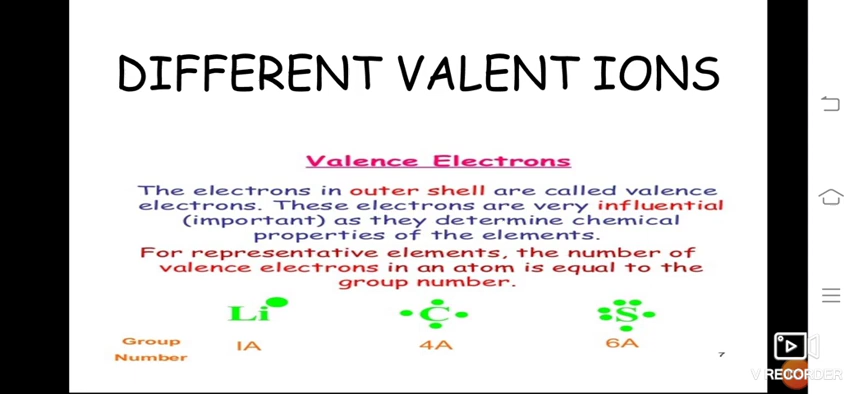 DIFFERENT VALENT IONS
Valence Electrons
The electrons in outer shell are called valence
electrons. These electrons are very influential
(important) as they determine chemical
properties of the elements.
For representative elements, the number of
valence electrons in an atom is equal to the
group number.
Li C S
Group
Number
IA 4A 6A
7
V RECORDER